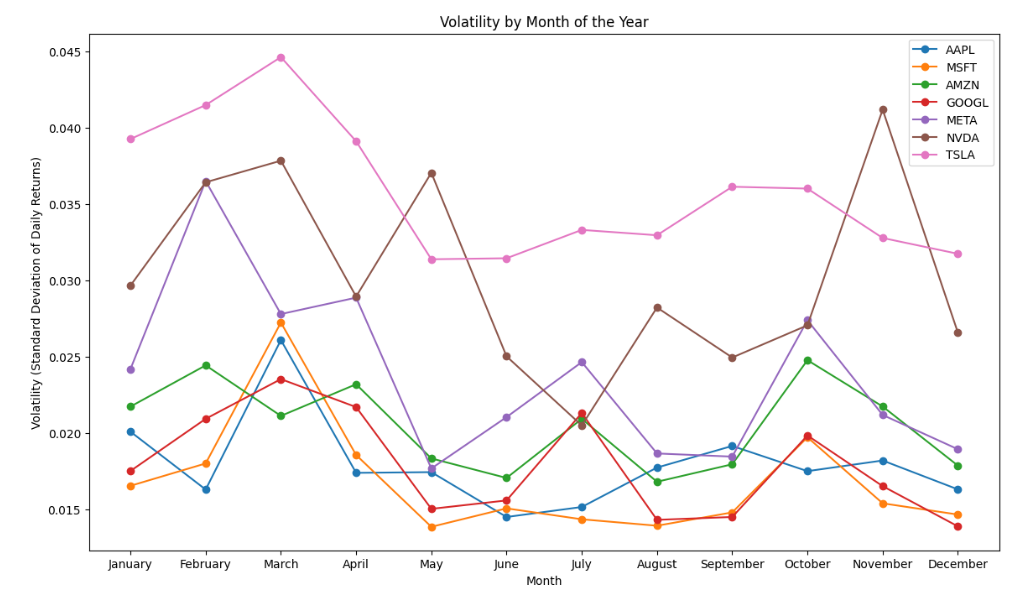 Volatility by Month of the Year
Volatility (Standard Deviation of Daily Returns)
0.045
0.040
0.035
0.030
0.025
0.020
0.015
AAPL
MSFT
AMZN
GOOGL
META
NVDA
TSLA
January February March April May June July August September October November December
Month